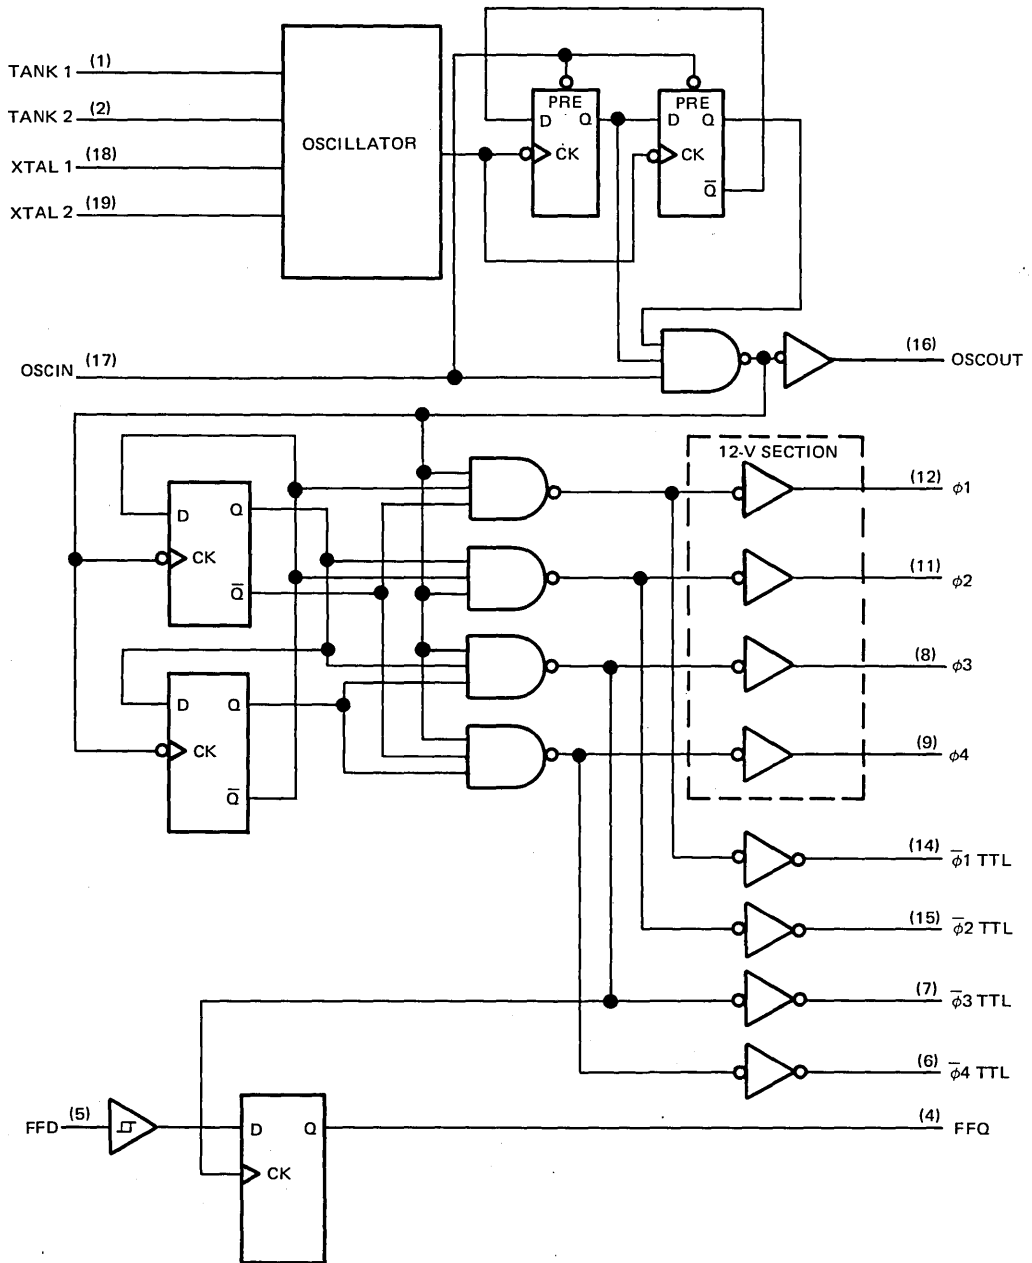 TANK 1 (1)
TANK 2 (2)
XTAL 1 (18)
XTAL 2 (19)
OSCILLATOR
PRE
D Q
CK
PRE
D Q
CK
Q̅
OSCIN (17)
(16) OSCOUT
12-V SECTION
D Q
CK
Q̅
D Q
CK
Q̅
(12) ϕ1
(11) ϕ2
(8) ϕ3
(9) ϕ4
(14) ϕ̅1 TTL
(15) ϕ̅2 TTL
(7) ϕ̅3 TTL
(6) ϕ̅4 TTL
FFD (5)
D Q
CK
(4) FFQ